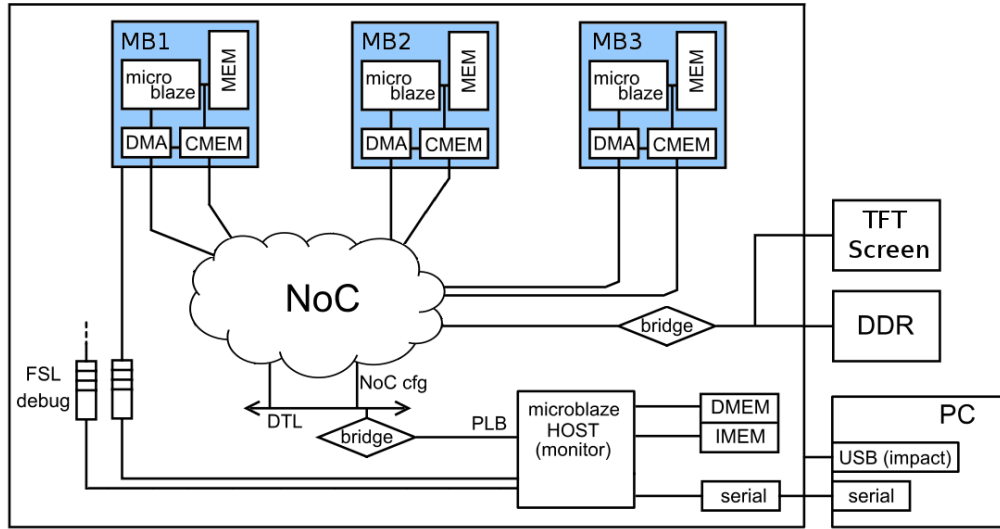 MB1
micro
blaze
MEM
DMA
CMEM
MB2
micro
blaze
MEM
DMA
CMEM
MB3
micro
blaze
MEM
DMA
CMEM
TFT
Screen
NoC
bridge
DDR
FSL
debug
NoC cfg
DTL
bridge
PLB
microblaze
HOST
(monitor)
DMEM
IMEM
serial
PC
USB (impact)
serial